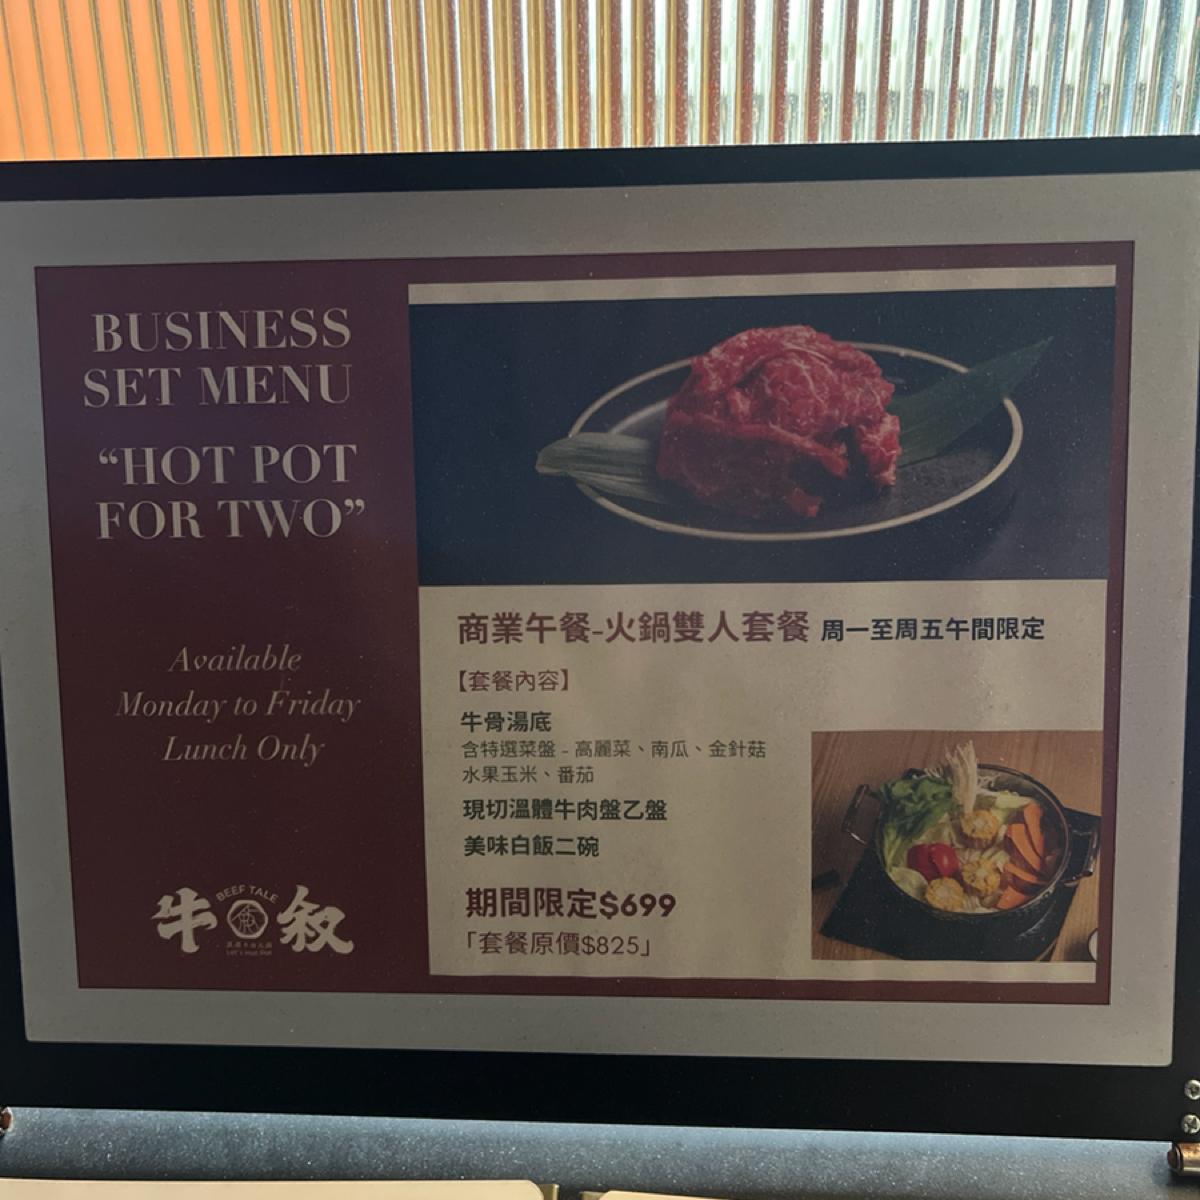 BUSINESS
SET MENU
“HOT POT
FOR TWO”
Available
Monday to Friday
Lunch Only
牛 BEEF TALE 叙
Let's Hot Pot
商業午餐-火鍋雙人套餐 周一至周五午間限定
【套餐內容】
牛骨湯底
含特選菜盤 - 高麗菜、南瓜、金針菇
水果玉米、番茄
現切溫體牛肉盤乙盤
美味白飯二碗
期間限定$699
「套餐原價$825」